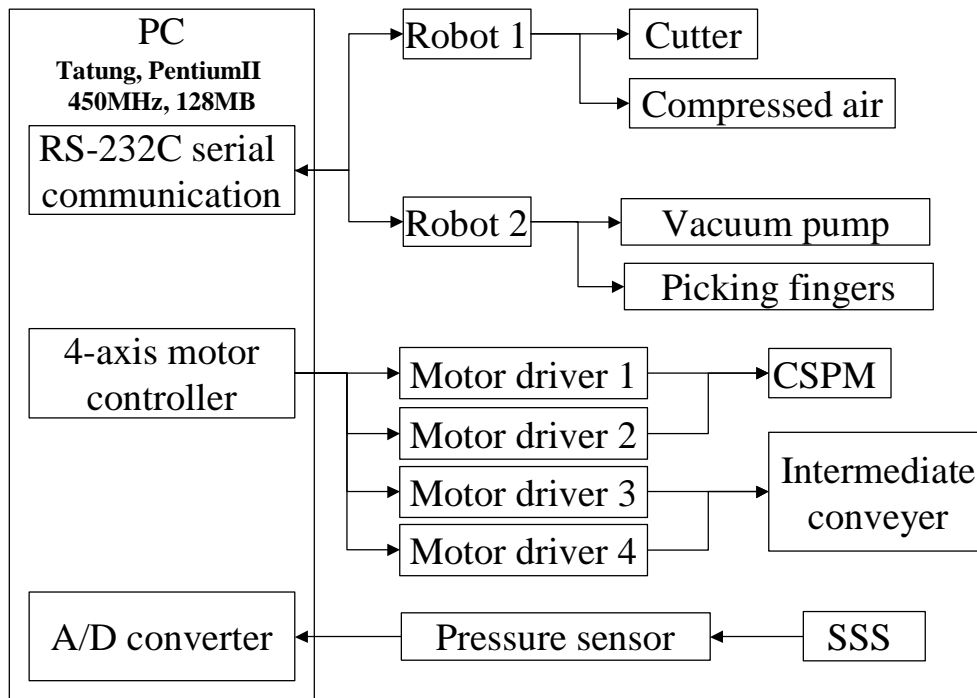 PC
Tatung, PentiumII
450MHz, 128MB
RS-232C serial
communication
4-axis motor
controller
A/D converter
Robot 1
Cutter
Compressed air
Robot 2
Vacuum pump
Picking fingers
Motor driver 1
Motor driver 2
CSPM
Motor driver 3
Motor driver 4
Intermediate
conveyer
Pressure sensor
SSS